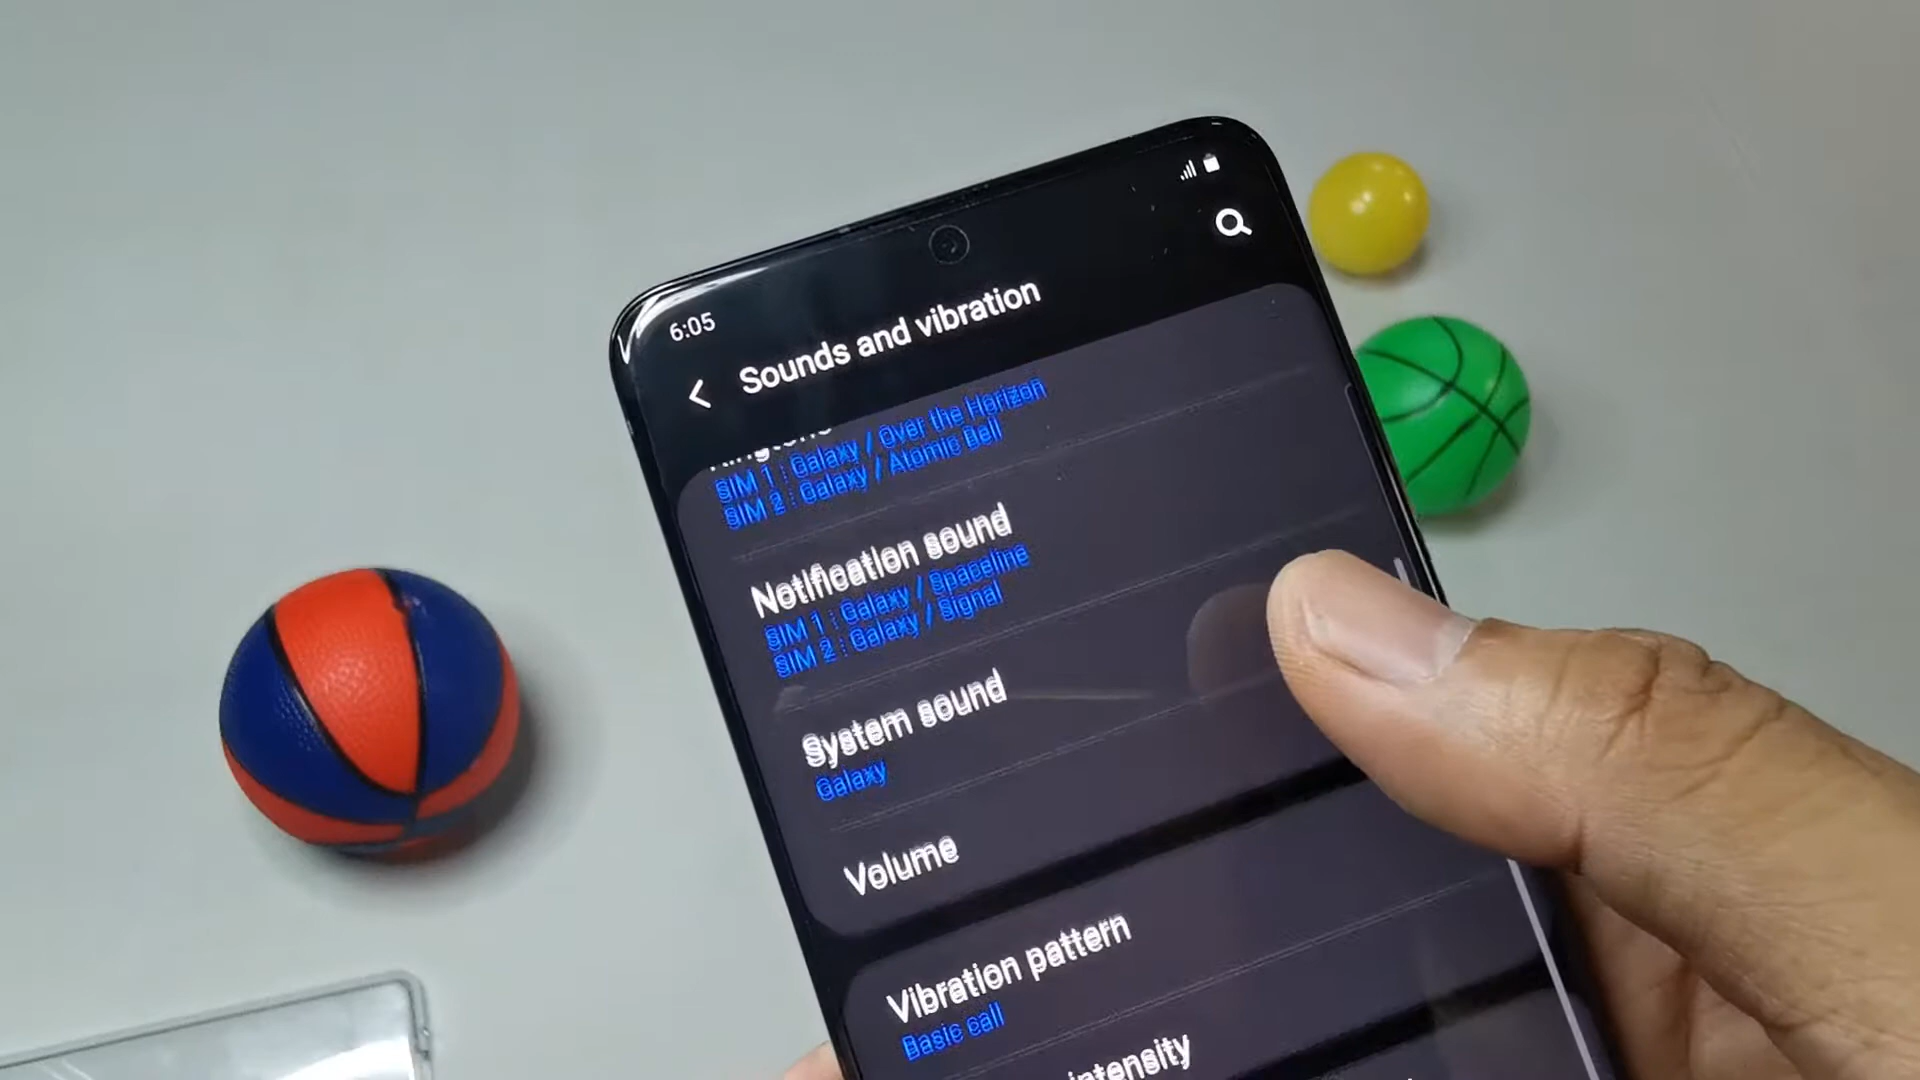 6:05
Sounds and vibration
Ringtone
SIM 1 : Galaxy / Over the Horizon
SIM 2 : Galaxy / Atomic Bell
Notification sound
SIM 1 : Galaxy / Spaceline
SIM 2 : Galaxy / Signal
System sound
Galaxy
Volume
Vibration pattern
Basic call
intensity